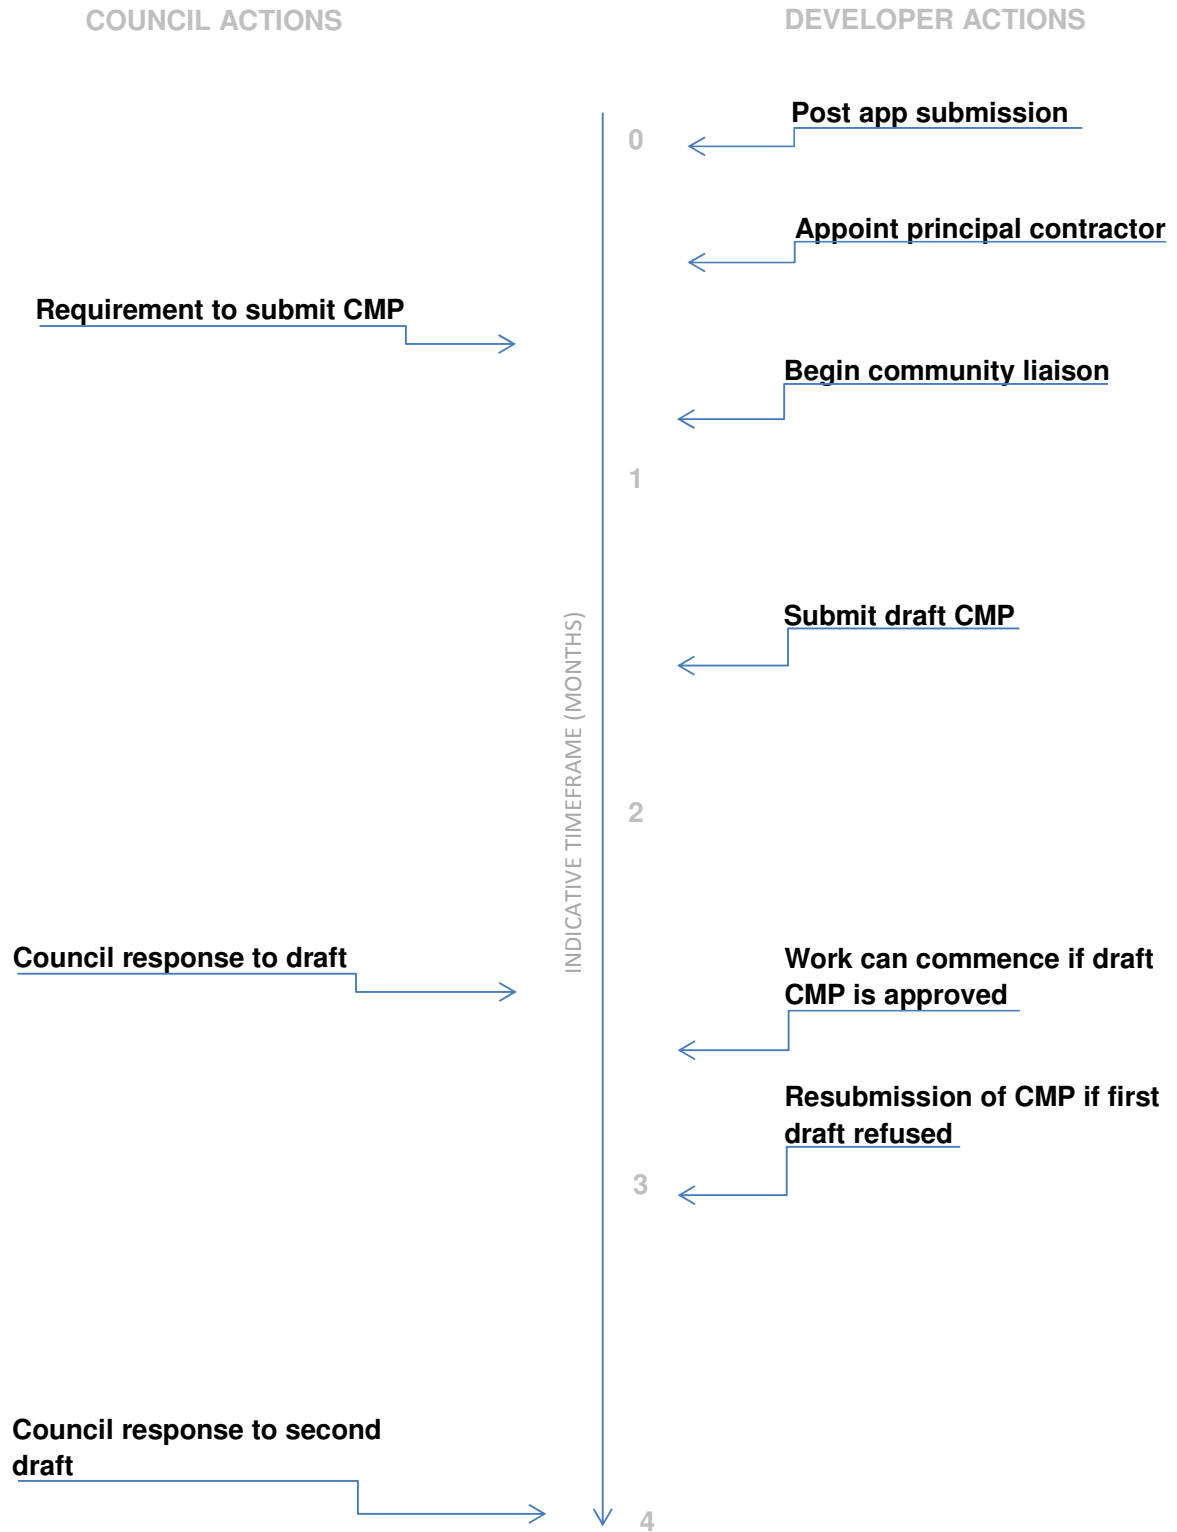 COUNCIL ACTIONS
DEVELOPER ACTIONS
Post app submission
0
Appoint principal contractor
Requirement to submit CMP
Begin community liaison
1
Submit draft CMP
INDICATIVE TIMEFRAME (MONTHS)
2
Council response to draft
Work can commence if draft
CMP is approved
Resubmission of CMP if first
draft refused
3
Council response to second
draft
4